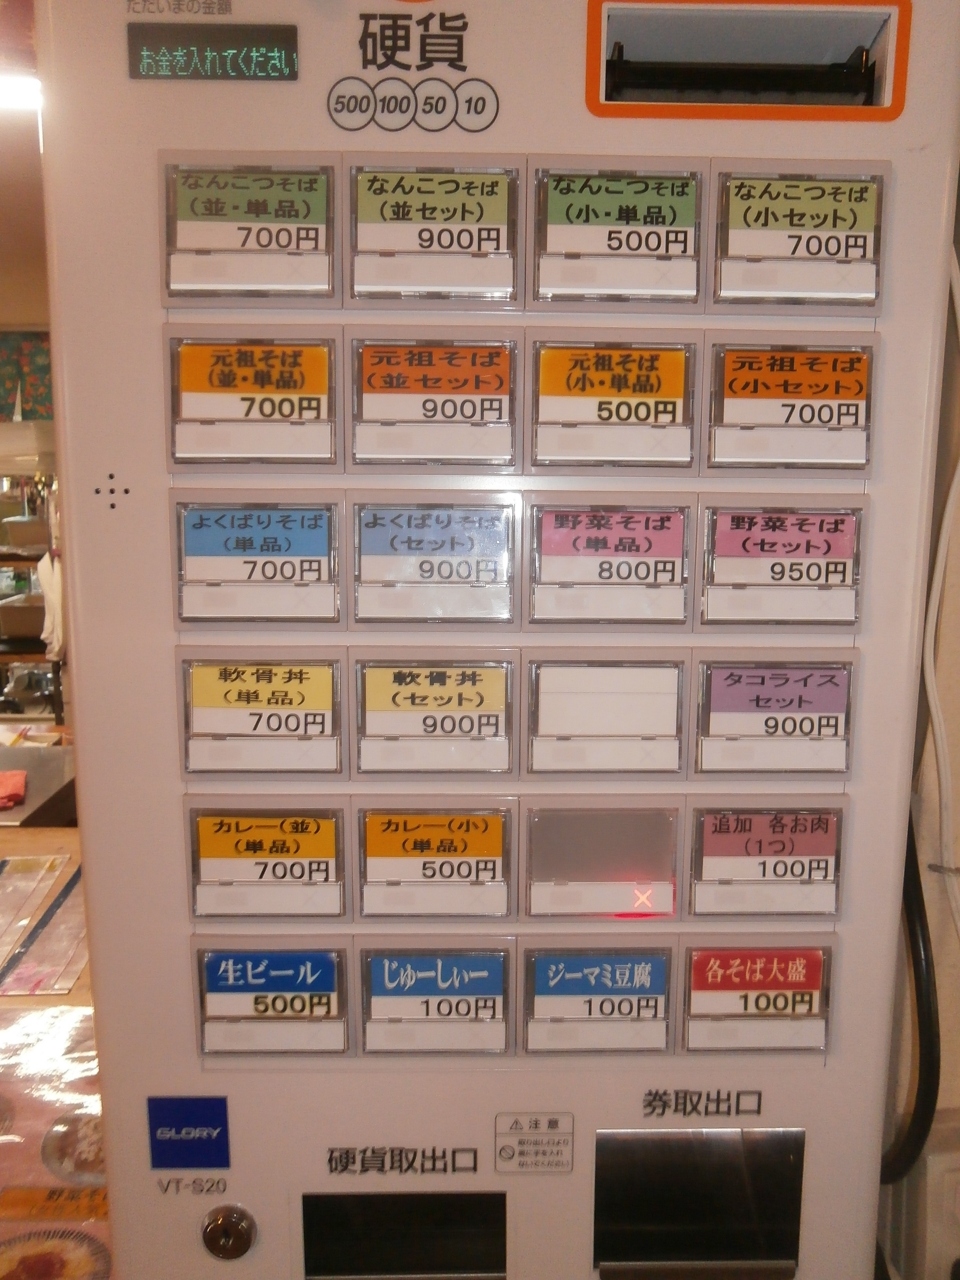 ただいまの金額
お金を入れてください
硬貨
500 100 50 10
なんこつそば
(並・単品)
700円
なんこつそば
(並セット)
900円
なんこつそば
(小・単品)
500円
なんこつそば
(小セット)
700円
元祖そば
(並・単品)
700円
元祖そば
(並セット)
900円
元祖そば
(小・単品)
500円
元祖そば
(小セット)
700円
よくばりそば
(単品)
700円
よくばりそば
(セット)
900円
野菜そば
(単品)
800円
野菜そば
(セット)
950円
軟骨丼
(単品)
700円
軟骨丼
(セット)
900円
タコライス
セット
900円
カレー(並)
(単品)
700円
カレー(小)
(単品)
500円
×
追加 各お肉
(1つ)
100円
生ビール
500円
じゅーしぃー
100円
ジーマミ豆腐
100円
各そば大盛
100円
GLORY
VT-S20
硬貨取出口
注意
券取出口
野菜そ